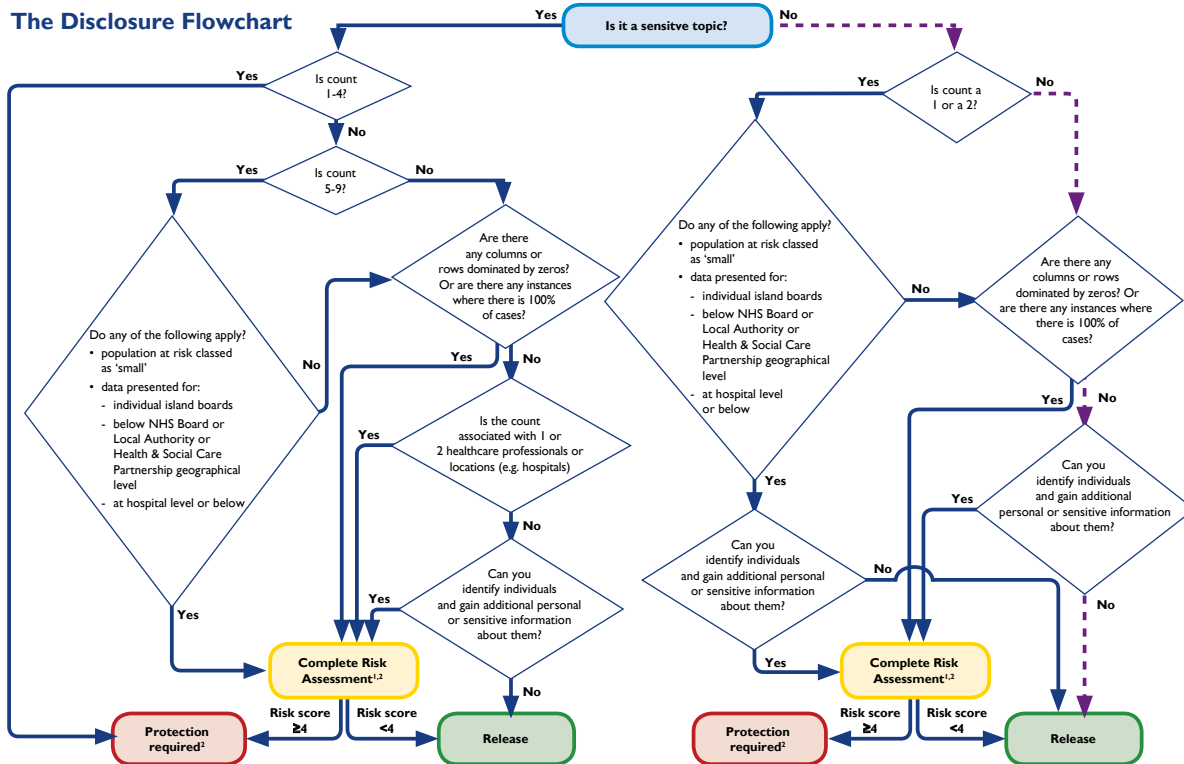 The Disclosure Flowchart
Yes
Is it a sensitve topic?
No
Yes
Is count
1-4?
No
Yes
Is count
5-9?
No
Do any of the following apply?
• population at risk classed
as ‘small’
• data presented for:
- individual island boards
- below NHS Board or
Local Authority or
Health & Social Care
Partnership geographical
level
- at hospital level or below
No
Yes
Are there
any columns or
rows dominated by zeros?
Or are there any instances
where there is 100%
of cases?
Yes
No
Is the count
associated with 1 or
2 healthcare professionals or
locations (e.g. hospitals)
Yes
No
Can you
identify individuals
and gain additional personal
or sensitive information
about them?
Yes
No
Complete Risk
Assessment1,2
Risk score
≥4
Risk score
<4
Protection
required2
Release
Yes
Is count a
1 or a 2?
No
Do any of the following apply?
• population at risk classed
as ‘small’
• data presented for:
- individual island boards
- below NHS Board or
Local Authority or
Health & Social Care
Partnership geographical
level
- at hospital level
or below
No
Yes
Are there any
columns or rows
dominated by zeros? Or
are there any instances where
there is 100% of
cases?
Yes
No
Can you
identify individuals
and gain additional
personal or sensitive information
about them?
Yes
No
Can you
identify individuals
and gain additional personal
or sensitive information
about them?
No
Yes
Complete Risk
Assessment1,2
Risk score
≥4
Risk score
<4
Protection
required2
Release